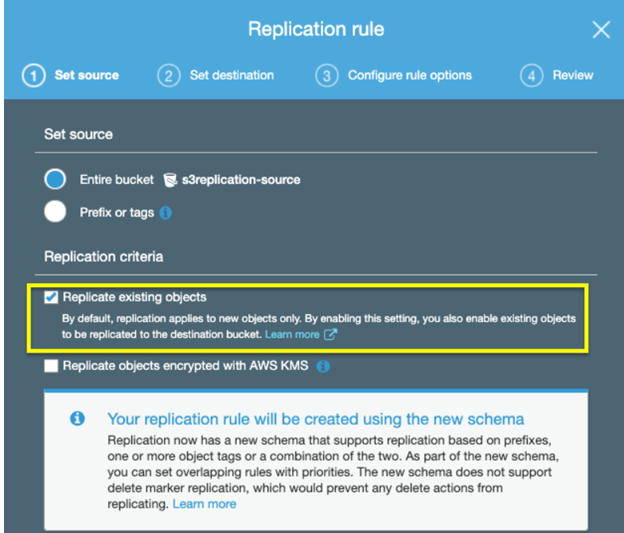 Replication rule
1 Set source 2 Set destination 3 Configure rule options 4 Review
Set source
Entire bucket s3replication-source
Prefix or tags
Replication criteria
Replicate existing objects
By default, replication applies to new objects only. By enabling this setting, you also enable existing objects
to be replicated to the destination bucket. Learn more
Replicate objects encrypted with AWS KMS
Your replication rule will be created using the new schema
Replication now has a new schema that supports replication based on prefixes,
one or more object tags or a combination of the two. As part of the new schema,
you can set overlapping rules with priorities. The new schema does not support
delete marker replication, which would prevent any delete actions from
replicating. Learn more